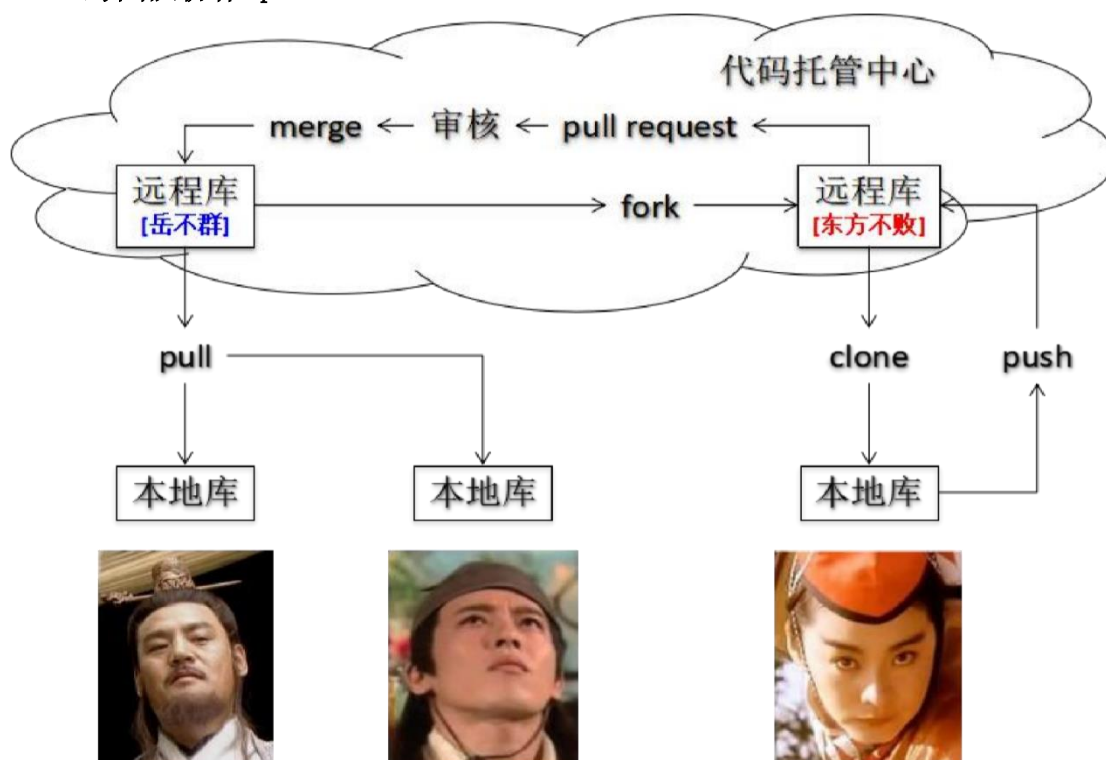 代码托管中心
merge
审核
pull request
远程库
[岳不群]
fork
远程库
[东方不败]
pull
clone
push
本地库
本地库
本地库